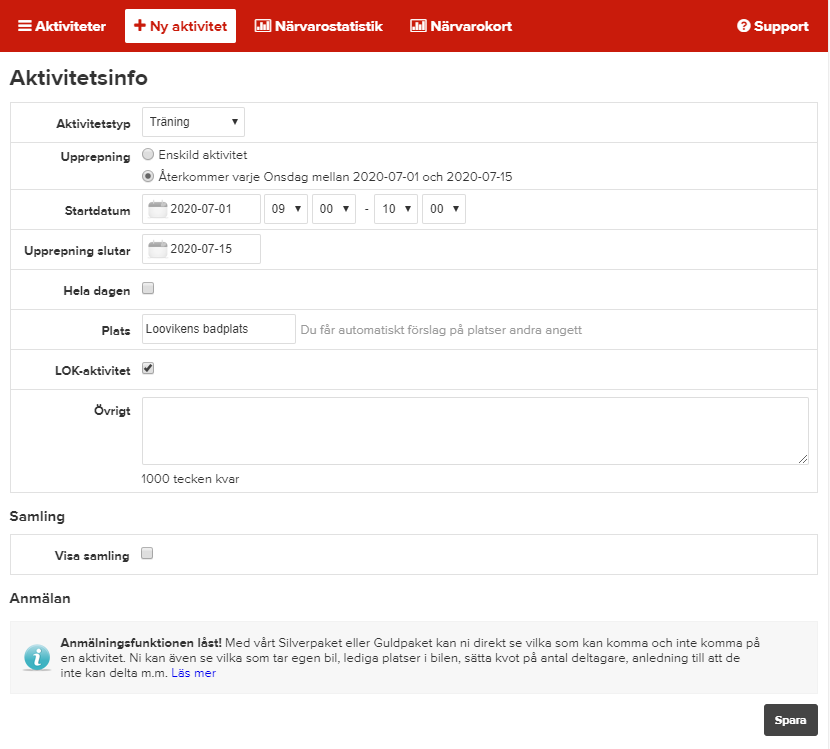 Aktiviteter
Ny aktivitet
Närvarostatistik
Närvarokort
Support
Aktivitetsinfo
Aktivitetstyp Träning
Upprepning Enskild aktivitet
Återkommer varje Onsdag mellan 2020-07-01 och 2020-07-15
Startdatum 2020-07-01 09 00 - 10 00
Upprepning slutar 2020-07-15
Hela dagen
Plats Loovikens badplats Du får automatiskt förslag på platser andra angett
LOK-aktivitet
Övrigt
1000 tecken kvar
Samling
Visa samling
Anmälan
Anmälningsfunktionen låst! Med vårt Silverpaket eller Guldpaket kan ni direkt se vilka som kan komma och inte komma på
en aktivitet. Ni kan även se vilka som tar egen bil, lediga platser i bilen, sätta kvot på antal deltagare, anledning till att de
inte kan delta m.m. Läs mer
Spara